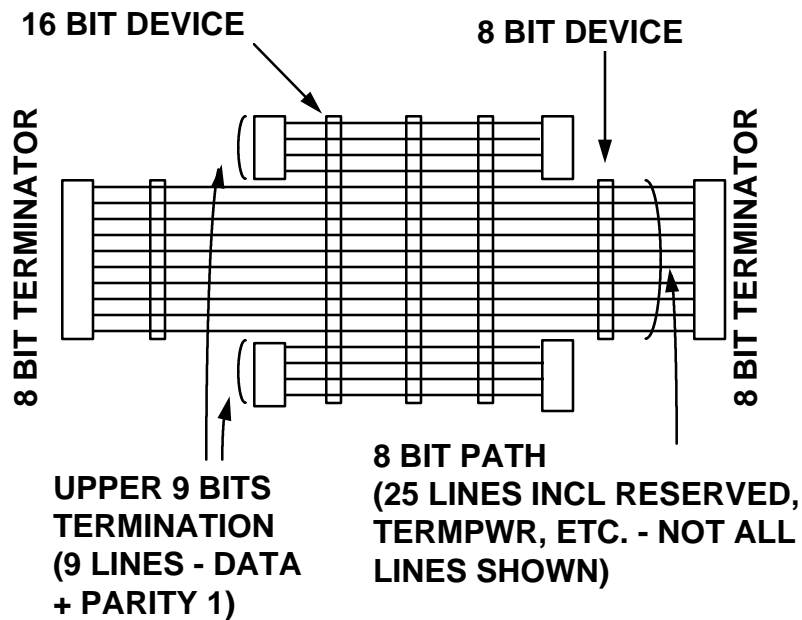 16 BIT DEVICE
8 BIT DEVICE
8 BIT TERMINATOR
8 BIT TERMINATOR
UPPER 9 BITS
TERMINATION
(9 LINES - DATA
+ PARITY 1)
8 BIT PATH
(25 LINES INCL RESERVED,
TERMPWR, ETC. - NOT ALL
LINES SHOWN)